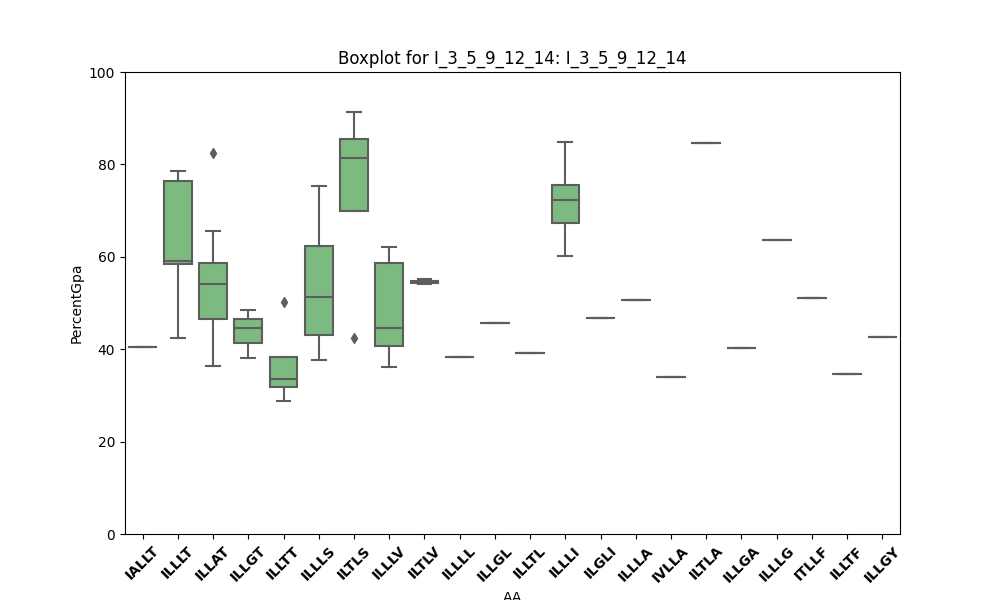 Boxplot for I_3_5_9_12_14: I_3_5_9_12_14
100
80
60
40
20
0
PercentGpa
IALLT ILLLT ILLAT ILLGT ILLTT ILLLS ILTLS ILLLV ILTLV ILLLL ILLGL ILLTL ILLLI ILGLI ILLLA IVLLA ILTLA ILLGA ILLLG ITLLF ILLTF ILLGY
AA